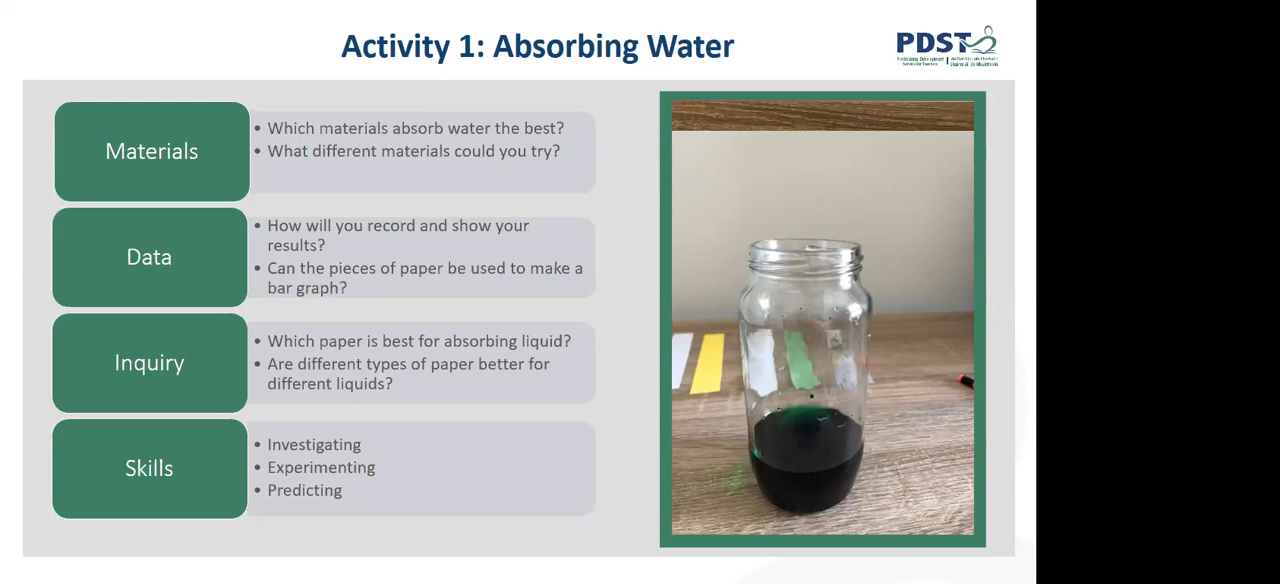 Activity 1: Absorbing Water
PDST
Materials
• Which materials absorb water the best?
• What different materials could you try?
Data
• How will you record and show your
results?
• Can the pieces of paper be used to make a
bar graph?
Inquiry
• Which paper is best for absorbing liquid?
• Are different types of paper better for
different liquids?
Skills
• Investigating
• Experimenting
• Predicting